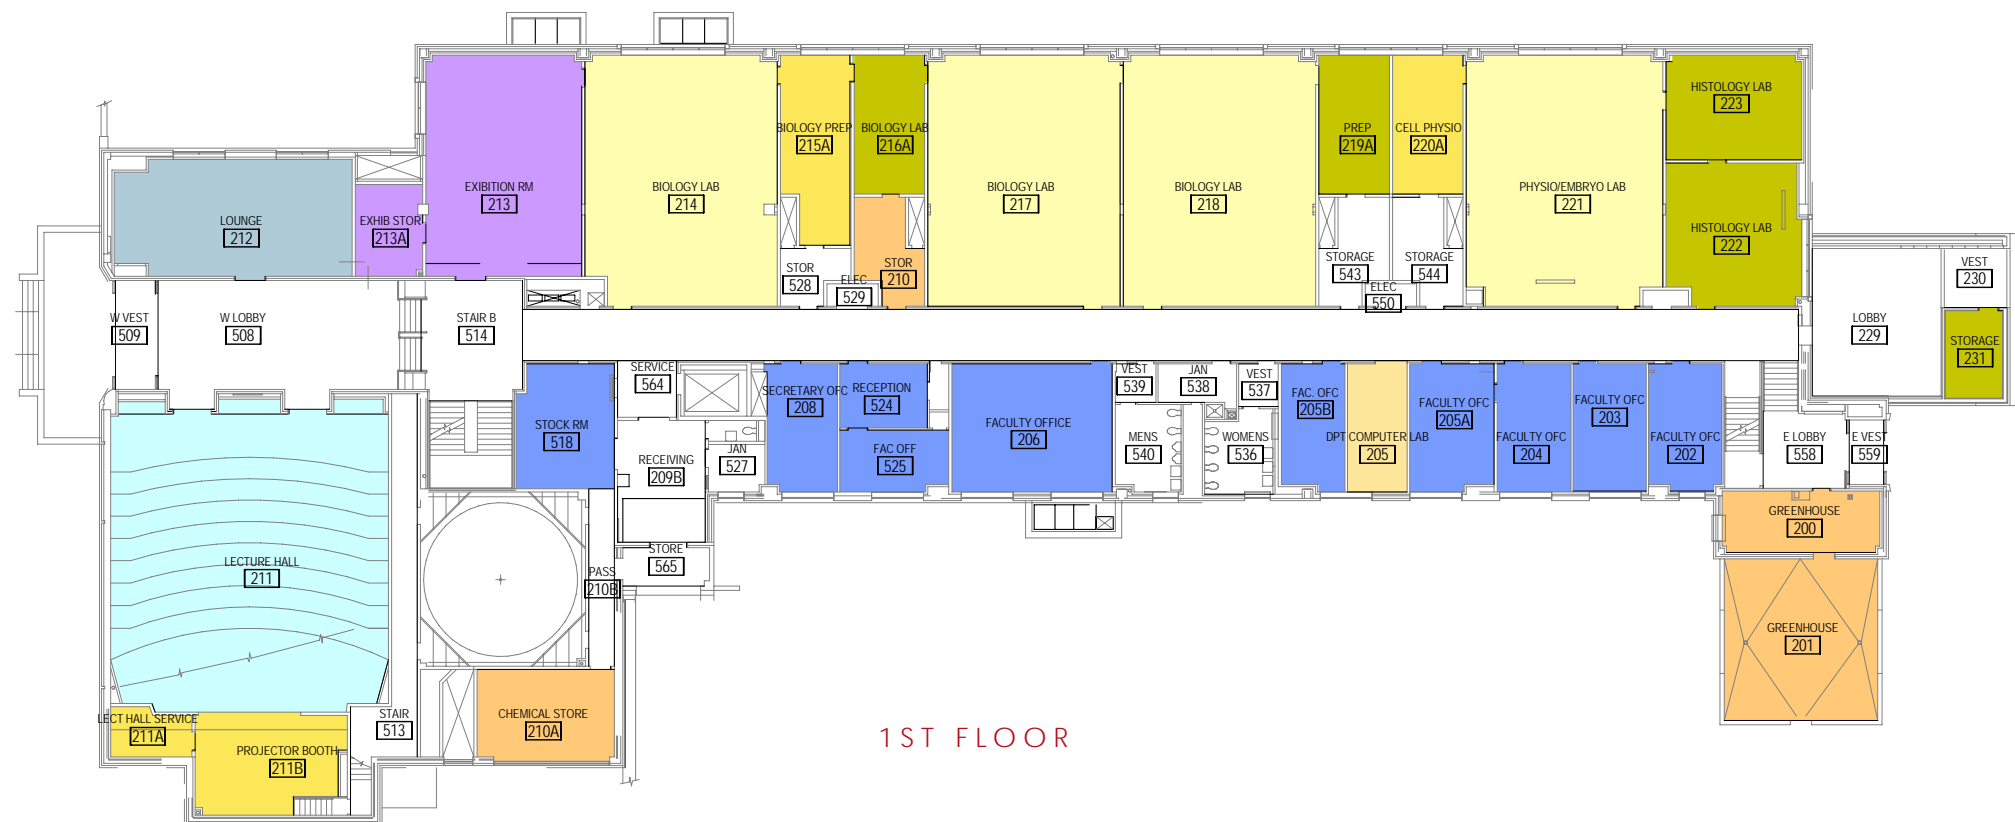 HISTOLOGY LAB
223
BIOLOGY PREP
215A
BIOLOGY LAB
216A
PREP
219A
CELL PHYSIO
220A
EXIBITION RM
213
BIOLOGY LAB
214
BIOLOGY LAB
217
BIOLOGY LAB
218
PHYSIO/EMBRYO LAB
221
LOUNGE
212
EXHIB STOR
213A
HISTOLOGY LAB
222
STOR
528
ELEC
529
STOR
210
STORAGE
543
STORAGE
544
ELEC
550
VEST
230
W VEST
509
W LOBBY
508
STAIR B
514
LOBBY
229
STORAGE
231
SERVICE
564
SECRETARY OFC
208
RECEPTION
524
VEST
539
JAN
538
VEST
537
FAC. OFC
205B
FACULTY OFC
205A
FACULTY OFC
203
STOCK RM
518
FACULTY OFFICE
206
MENS
540
WOMENS
536
DPT COMPUTER LAB
205
FACULTY OFC
204
FACULTY OFC
202
E LOBBY
558
E VEST
559
RECEIVING
209B
JAN
527
FAC OFF
525
GREENHOUSE
200
LECTURE HALL
211
STORE
565
PASS
210B
GREENHOUSE
201
LECT HALL SERVICE
211A
STAIR
513
CHEMICAL STORE
210A
PROJECTOR BOOTH
211B
1ST FLOOR